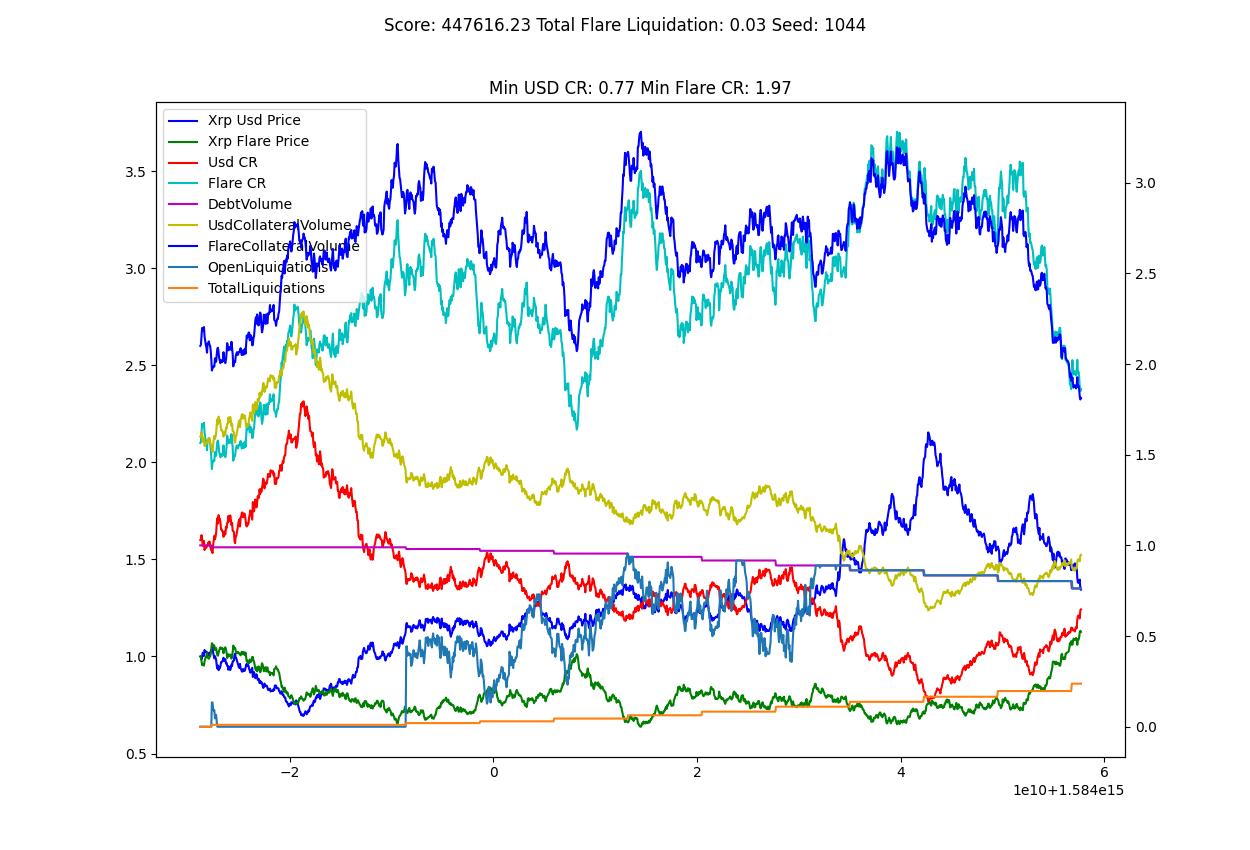 Score: 447616.23 Total Flare Liquidation: 0.03 Seed: 1044
Min USD CR: 0.77 Min Flare CR: 1.97
Xrp Usd Price
Xrp Flare Price
Usd CR
Flare CR
DebtVolume
UsdCollateralVolume
FlareCollateralVolume
OpenLiquidations
TotalLiquidations
3.5
3.0
2.5
2.0
1.5
1.0
0.5
3.0
2.5
2.0
1.5
1.0
0.5
0.0
−2
0
2
4
6
1e10+1.584e15